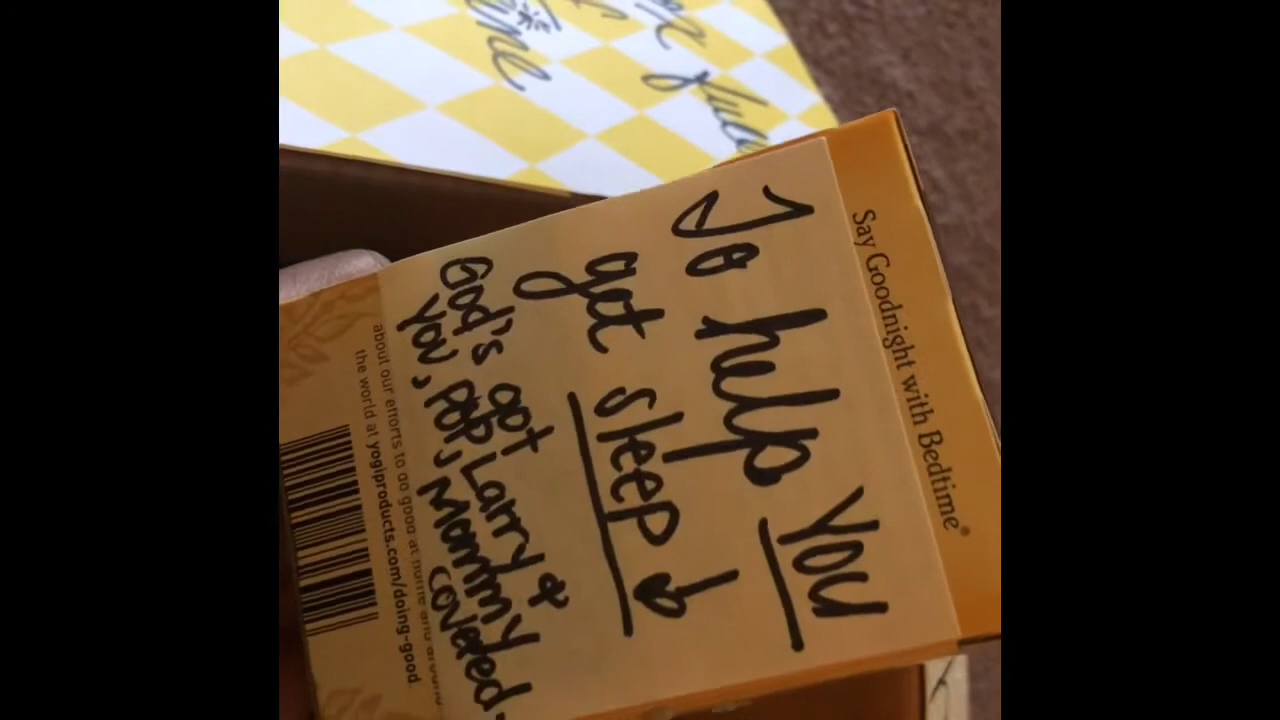 Say Goodnight with Bedtime®
To help you
get sleep ↓
God's got
you, Pop, Larry &
Mommy
covered.
about our efforts to do good at home and around
the world at yogiproducts.com/doing-good